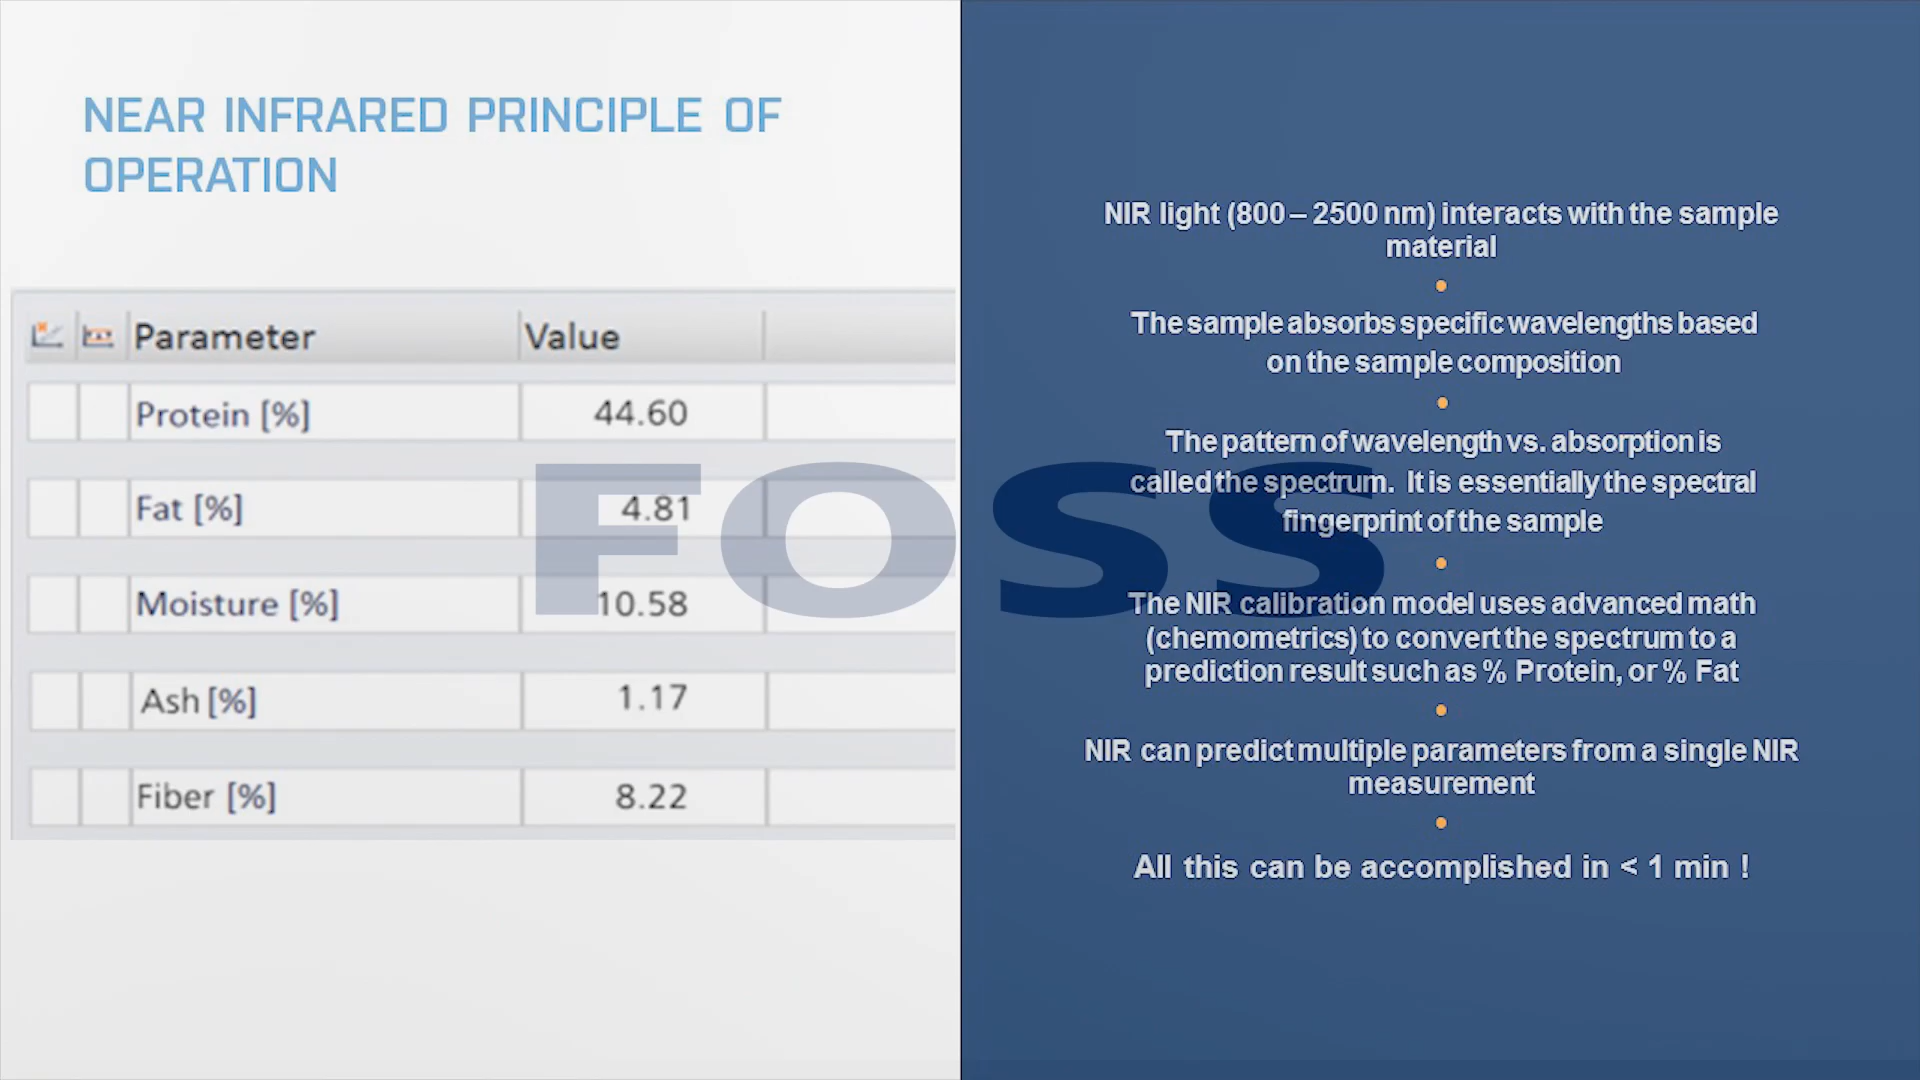 NEAR INFRARED PRINCIPLE OF
OPERATION
Parameter Value
Protein [%] 44.60
Fat [%] 4.81
Moisture [%] 10.58
Ash [%] 1.17
Fiber [%] 8.22
FOSS
NIR light (800 – 2500 nm) interacts with the sample
material
The sample absorbs specific wavelengths based
on the sample composition
The pattern of wavelength vs. absorption is
called the spectrum. It is essentially the spectral
fingerprint of the sample
The NIR calibration model uses advanced math
(chemometrics) to convert the spectrum to a
prediction result such as % Protein, or % Fat
NIR can predict multiple parameters from a single NIR
measurement
All this can be accomplished in < 1 min !